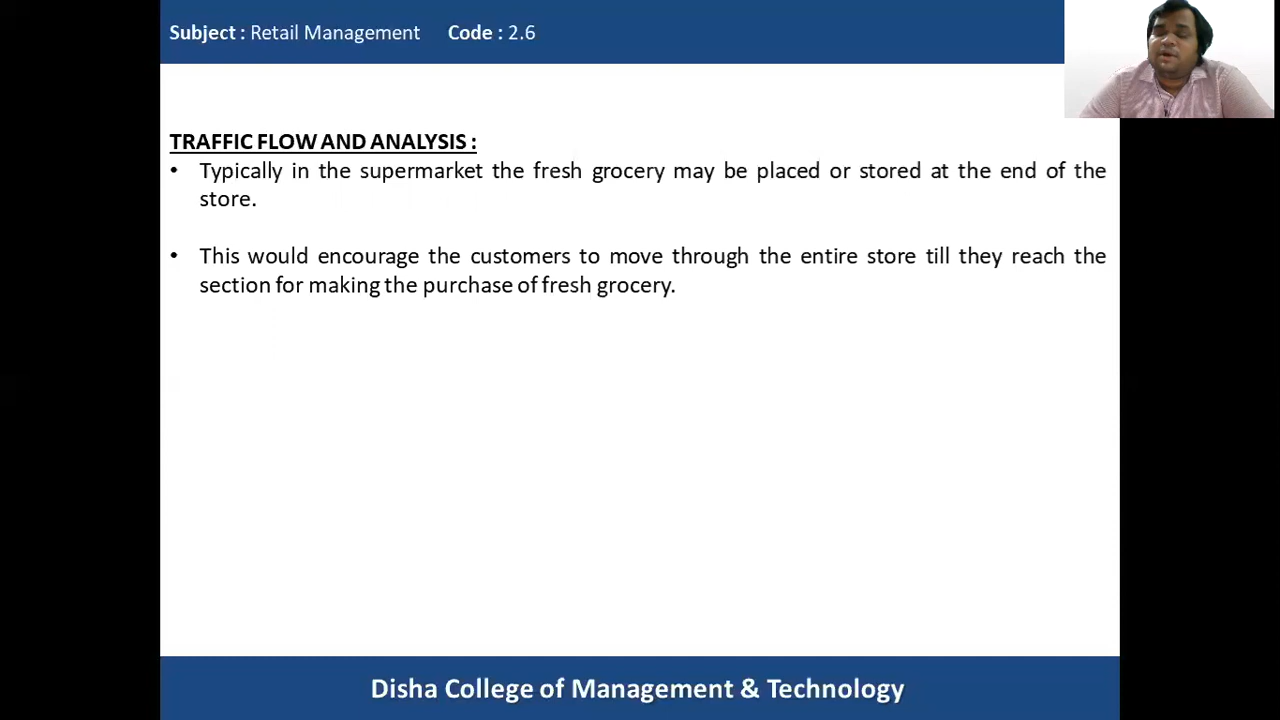 Subject : Retail Management Code : 2.6
TRAFFIC FLOW AND ANALYSIS :
• Typically in the supermarket the fresh grocery may be placed or stored at the end of the
store.
• This would encourage the customers to move through the entire store till they reach the
section for making the purchase of fresh grocery.
Disha College of Management & Technology